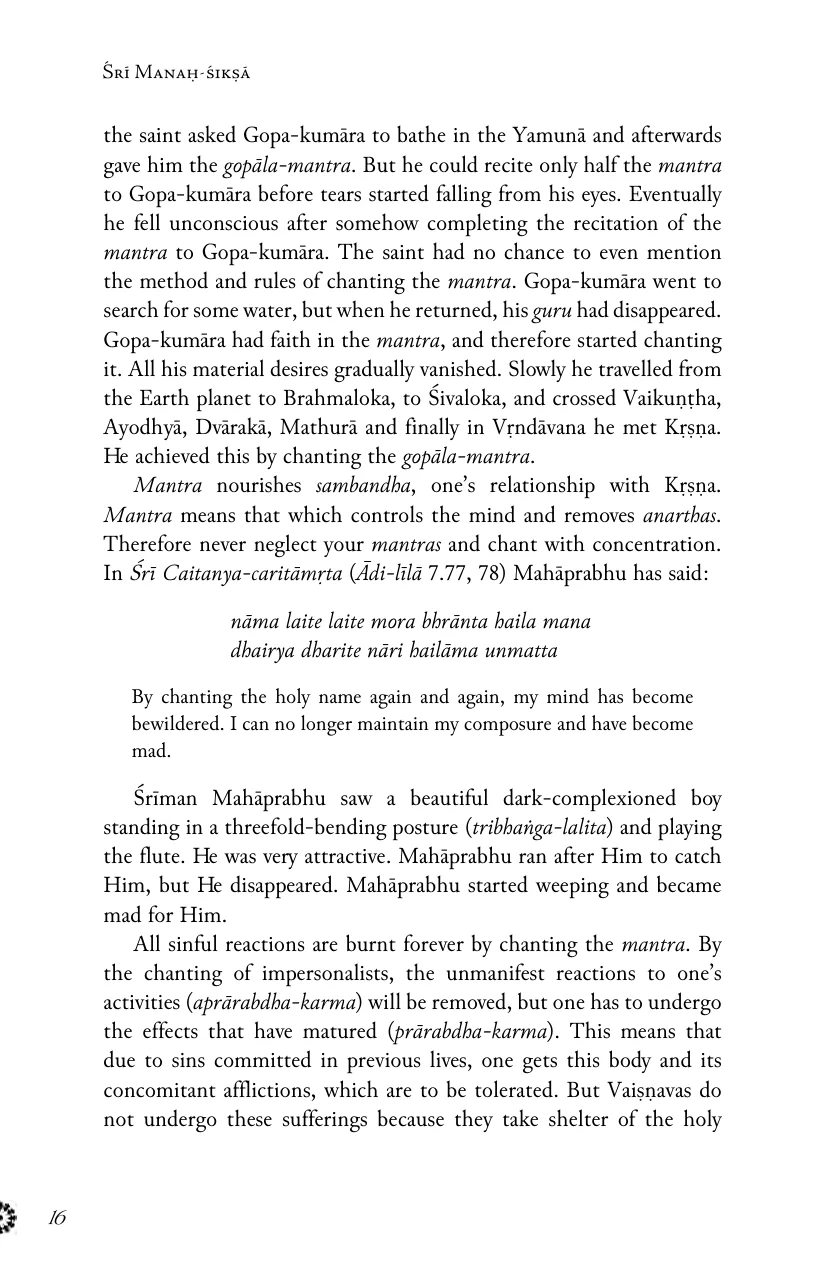 Śrī Manaḥ-śikṣā
the saint asked Gopa-kumāra to bathe in the Yamunā and afterwards
gave him the gopāla-mantra. But he could recite only half the mantra
to Gopa-kumāra before tears started falling from his eyes. Eventually
he fell unconscious after somehow completing the recitation of the
mantra to Gopa-kumāra. The saint had no chance to even mention
the method and rules of chanting the mantra. Gopa-kumāra went to
search for some water, but when he returned, his guru had disappeared.
Gopa-kumāra had faith in the mantra, and therefore started chanting
it. All his material desires gradually vanished. Slowly he travelled from
the Earth planet to Brahmaloka, to Śivaloka, and crossed Vaikuṇṭha,
Ayodhyā, Dvārakā, Mathurā and finally in Vṛndāvana he met Kṛṣṇa.
He achieved this by chanting the gopāla-mantra.
Mantra nourishes sambandha, one’s relationship with Kṛṣṇa.
Mantra means that which controls the mind and removes anarthas.
Therefore never neglect your mantras and chant with concentration.
In Śrī Caitanya-caritāmṛta (Ādi-līlā 7.77, 78) Mahāprabhu has said:
nāma laite laite mora bhrānta haila mana
dhairya dharite nāri hailāma unmatta
By chanting the holy name again and again, my mind has become
bewildered. I can no longer maintain my composure and have become
mad.
Śrīman Mahāprabhu saw a beautiful dark-complexioned boy
standing in a threefold-bending posture (tribhaṅga-lalita) and playing
the flute. He was very attractive. Mahāprabhu ran after Him to catch
Him, but He disappeared. Mahāprabhu started weeping and became
mad for Him.
All sinful reactions are burnt forever by chanting the mantra. By
the chanting of impersonalists, the unmanifest reactions to one’s
activities (aprārabdha-karma) will be removed, but one has to undergo
the effects that have matured (prārabdha-karma). This means that
due to sins committed in previous lives, one gets this body and its
concomitant afflictions, which are to be tolerated. But Vaiṣṇavas do
not undergo these sufferings because they take shelter of the holy
16